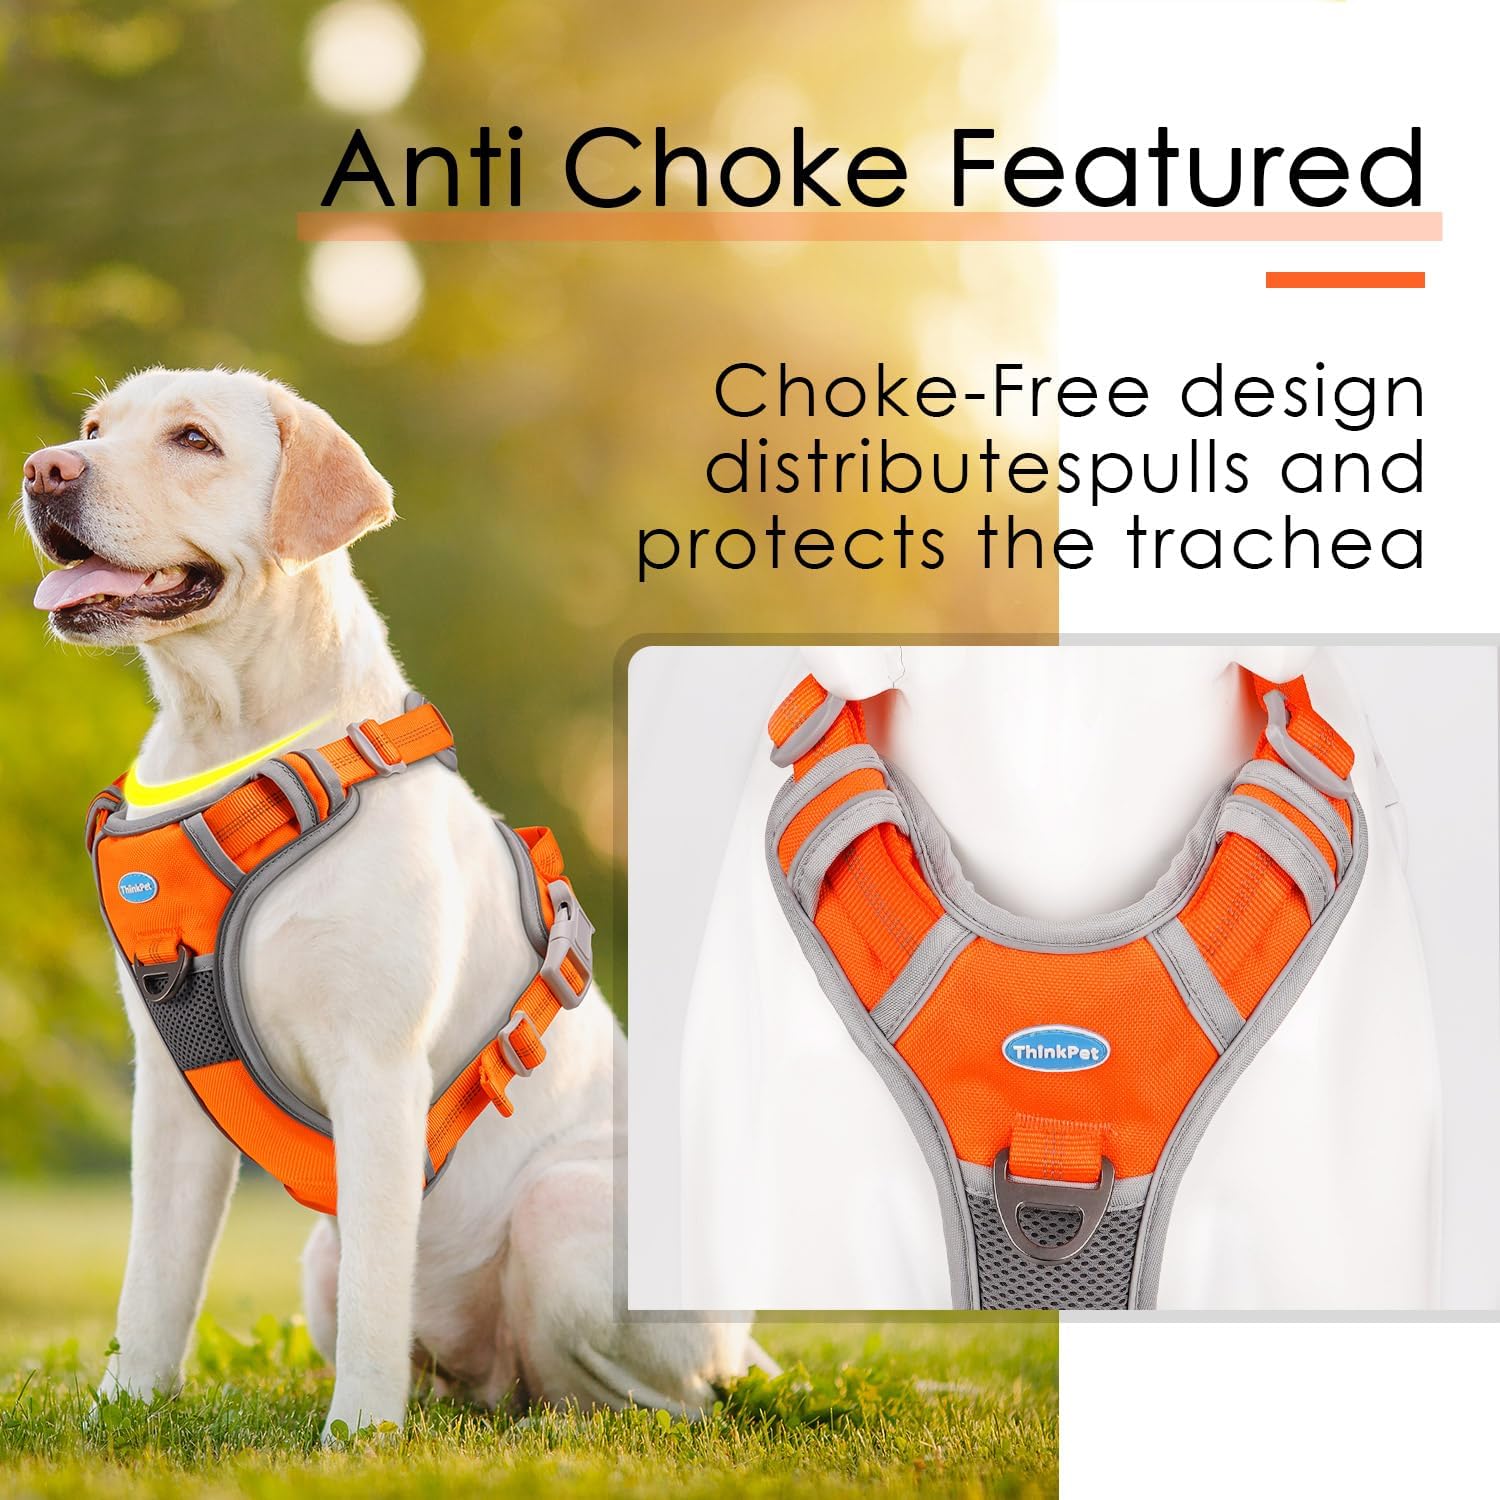 Anti Choke Featured
Choke-Free design
distributespulls and
protects the trachea
ThinkPet
ThinkPet